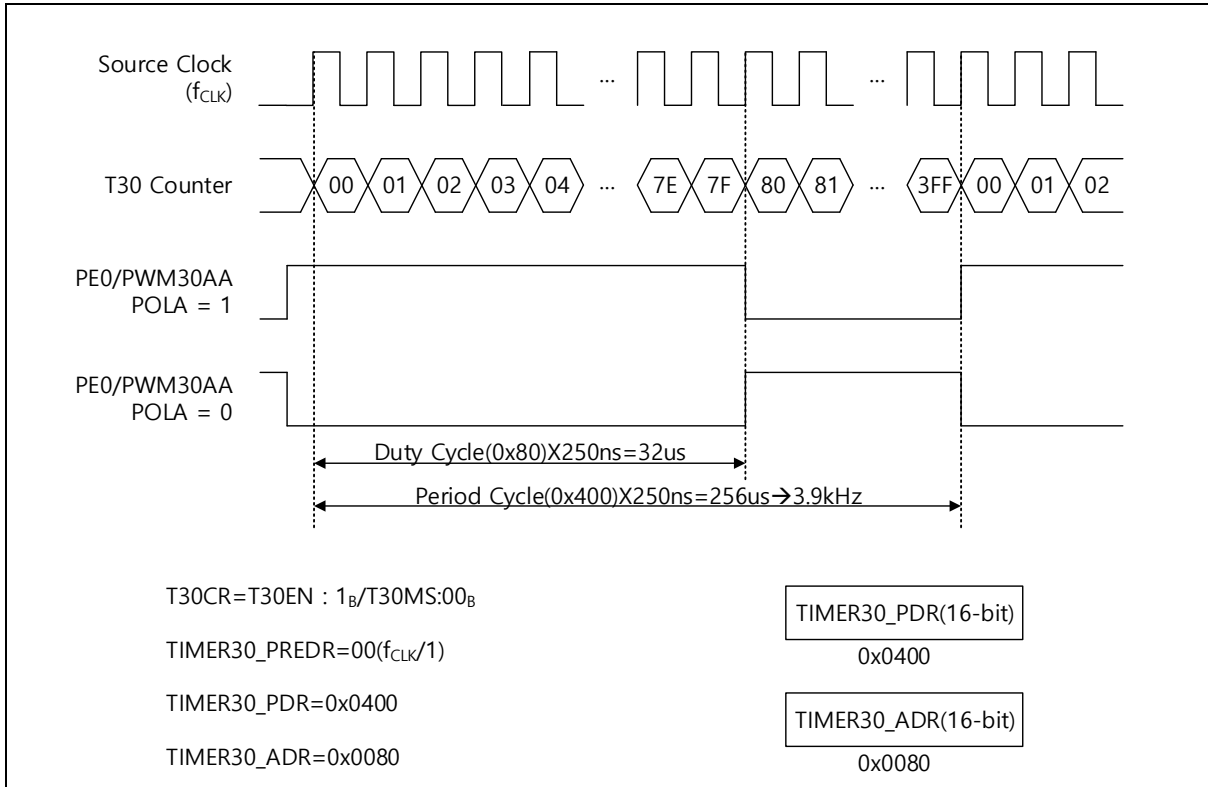 Source Clock
(fCLK)
... ...
T30 Counter
00 01 02 03 04 ... 7E 7F 80 81 ... 3FF 00 01 02
PE0/PWM30AA
POLA = 1
PE0/PWM30AA
POLA = 0
Duty Cycle(0x80)X250ns=32us
Period Cycle(0x400)X250ns=256us→3.9kHz
T30CR=T30EN : 1B/T30MS:00B
TIMER30_PREDR=00(fCLK/1)
TIMER30_PDR=0x0400
TIMER30_ADR=0x0080
TIMER30_PDR(16-bit)
0x0400
TIMER30_ADR(16-bit)
0x0080